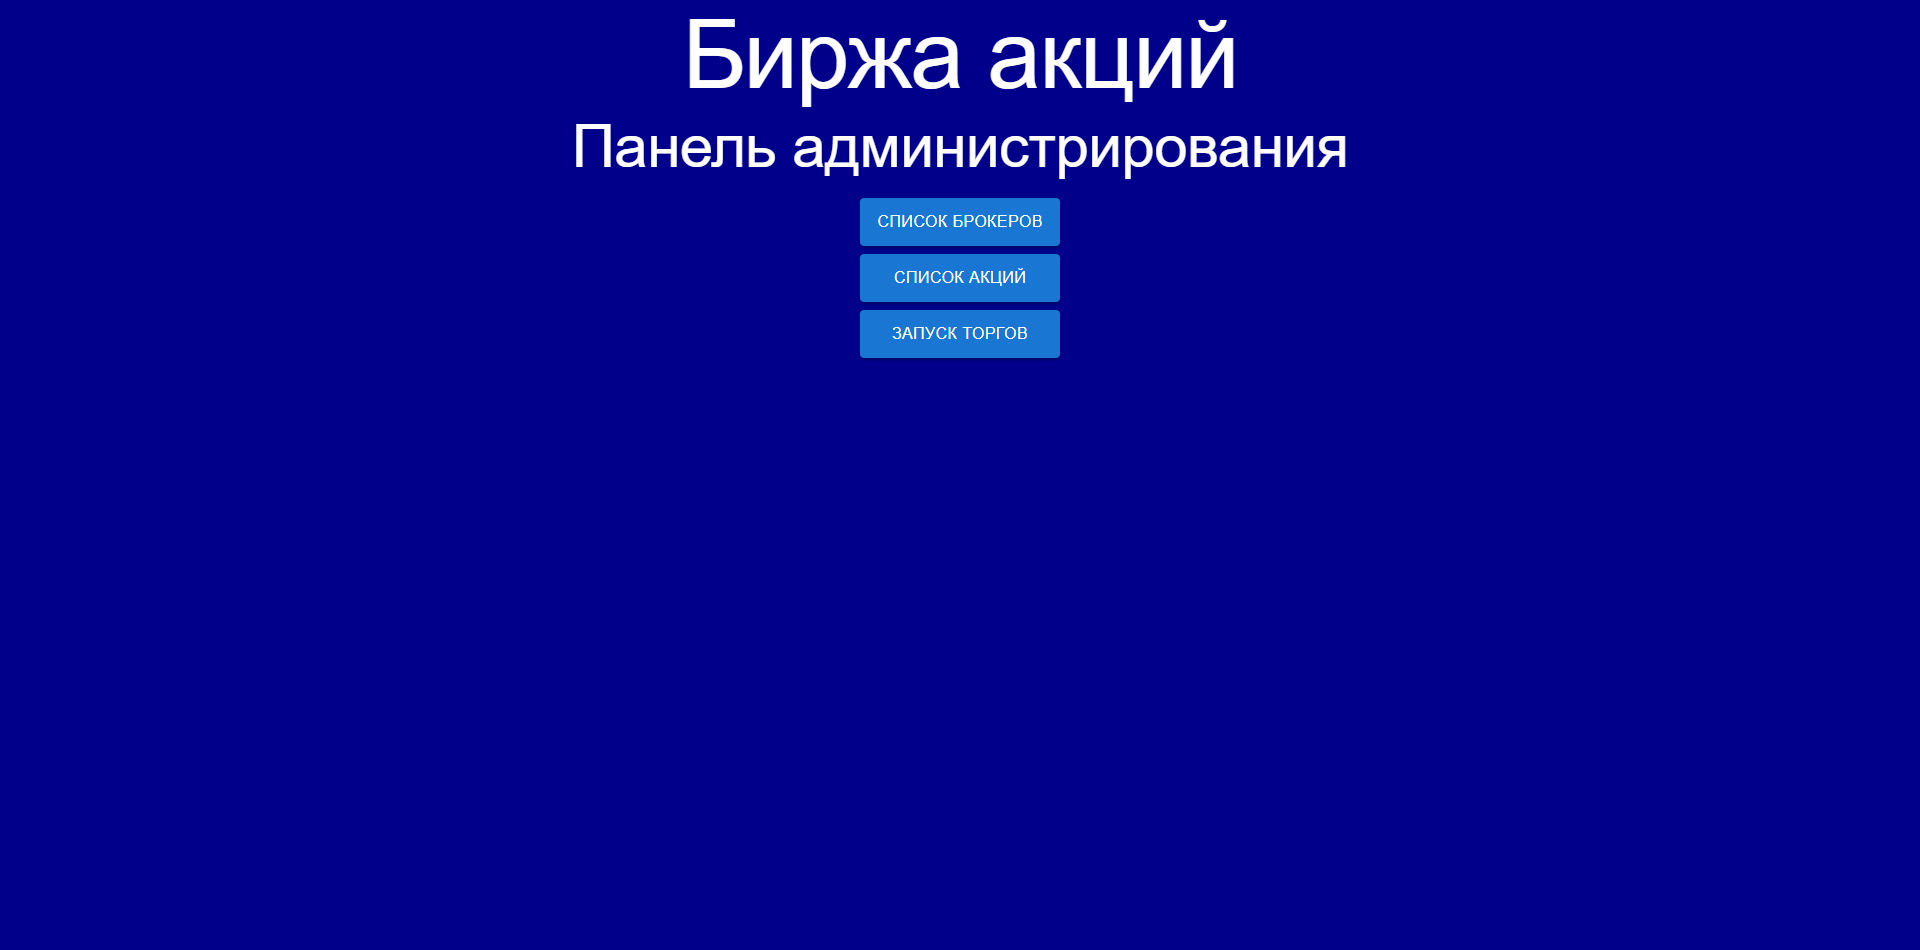 Биржа акций
Панель администрирования
СПИСОК БРОКЕРОВ
СПИСОК АКЦИЙ
ЗАПУСК ТОРГОВ